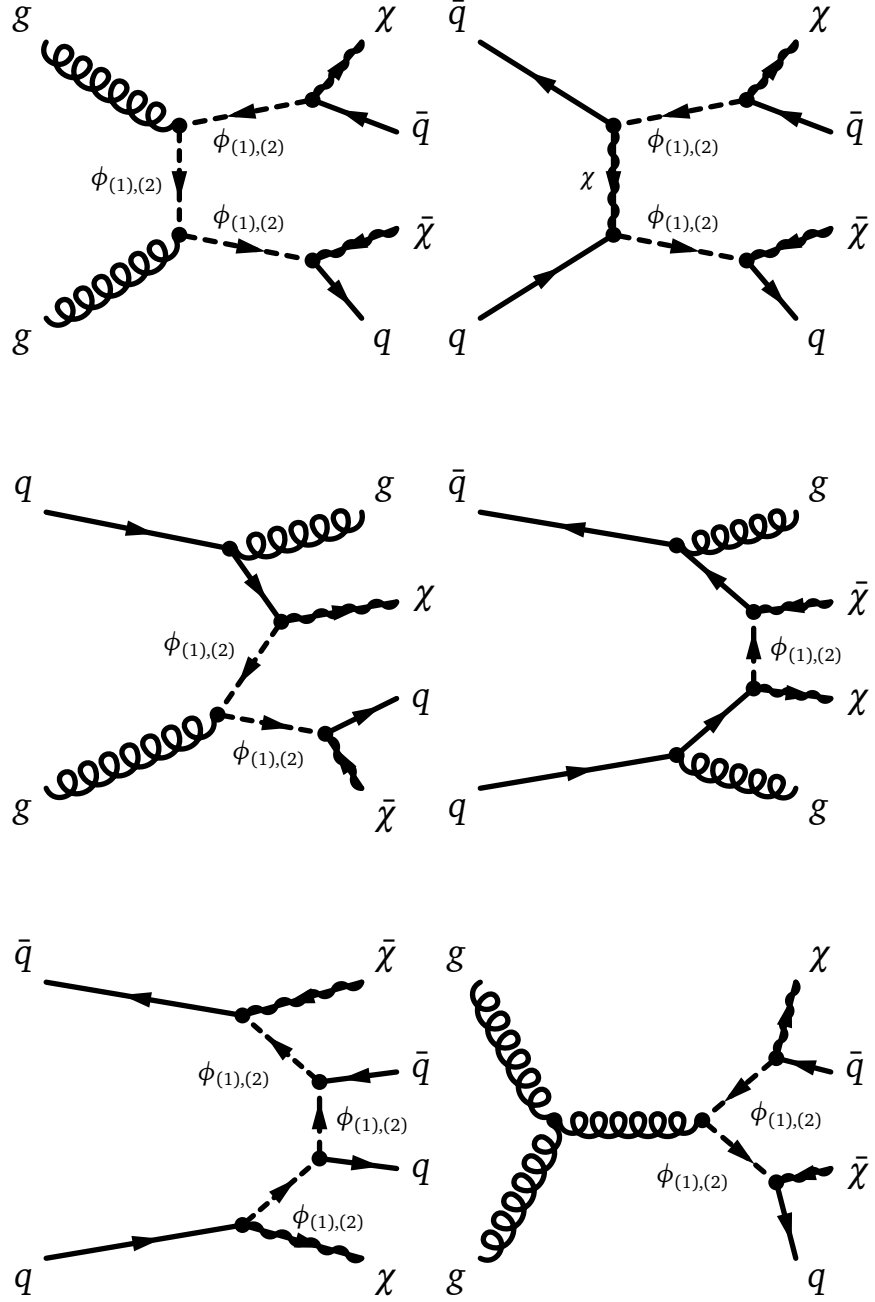 g χ q̄ χ
ϕ(1),(2) q̄ ϕ(1),(2) q̄
ϕ(1),(2) χ
ϕ(1),(2) χ̄ ϕ(1),(2) χ̄
g q q q
q g q̄ g
χ χ̄
ϕ(1),(2) ϕ(1),(2)
q χ
ϕ(1),(2)
g χ̄ q g
q̄ χ̄ g χ
ϕ(1),(2) q̄ q̄
ϕ(1),(2) ϕ(1),(2)
q ϕ(1),(2) χ̄
ϕ(1),(2)
q χ g q